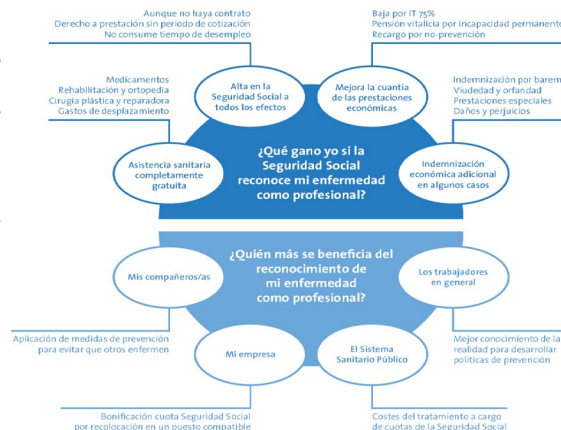 Aunque no haya contrato
Derecho a prestación sin periodo de cotización
No consume tiempo de desempleo
Baja por IT 75%
Pensión vitalicia por incapacidad permanente
Recargo por no-prevención
Medicamentos
Rehabilitación y ortopedia
Cirugía plástica y reparadora
Gastos de desplazamiento
Alta en la
Seguridad Social a
todos los efectos
Mejora la cuantía
de las prestaciones
económicas
Indemnización por barem
Viudedad y orfandad
Prestaciones especiales
Daños y perjuicios
Asistencia sanitaria
completamente
gratuita
¿Qué gano yo si la
Seguridad Social
reconoce mi enfermedad
como profesional?
Indemnización
económica adicional
en algunos casos
¿Quién más se beneficia del
reconocimiento de
mi enfermedad
como profesional?
Mis compañeros/as
Los trabajadores
en general
Aplicación de medidas de prevención
para evitar que otros enfermen
Mi empresa
El Sistema
Sanitario Público
Mejor conocimiento de la
realidad para desarrollar
políticas de prevención
Bonificación cuota Seguridad Social
por recolocación en un puesto compatible
Costes del tratamiento a cargo
de cuotas de la Seguridad Social